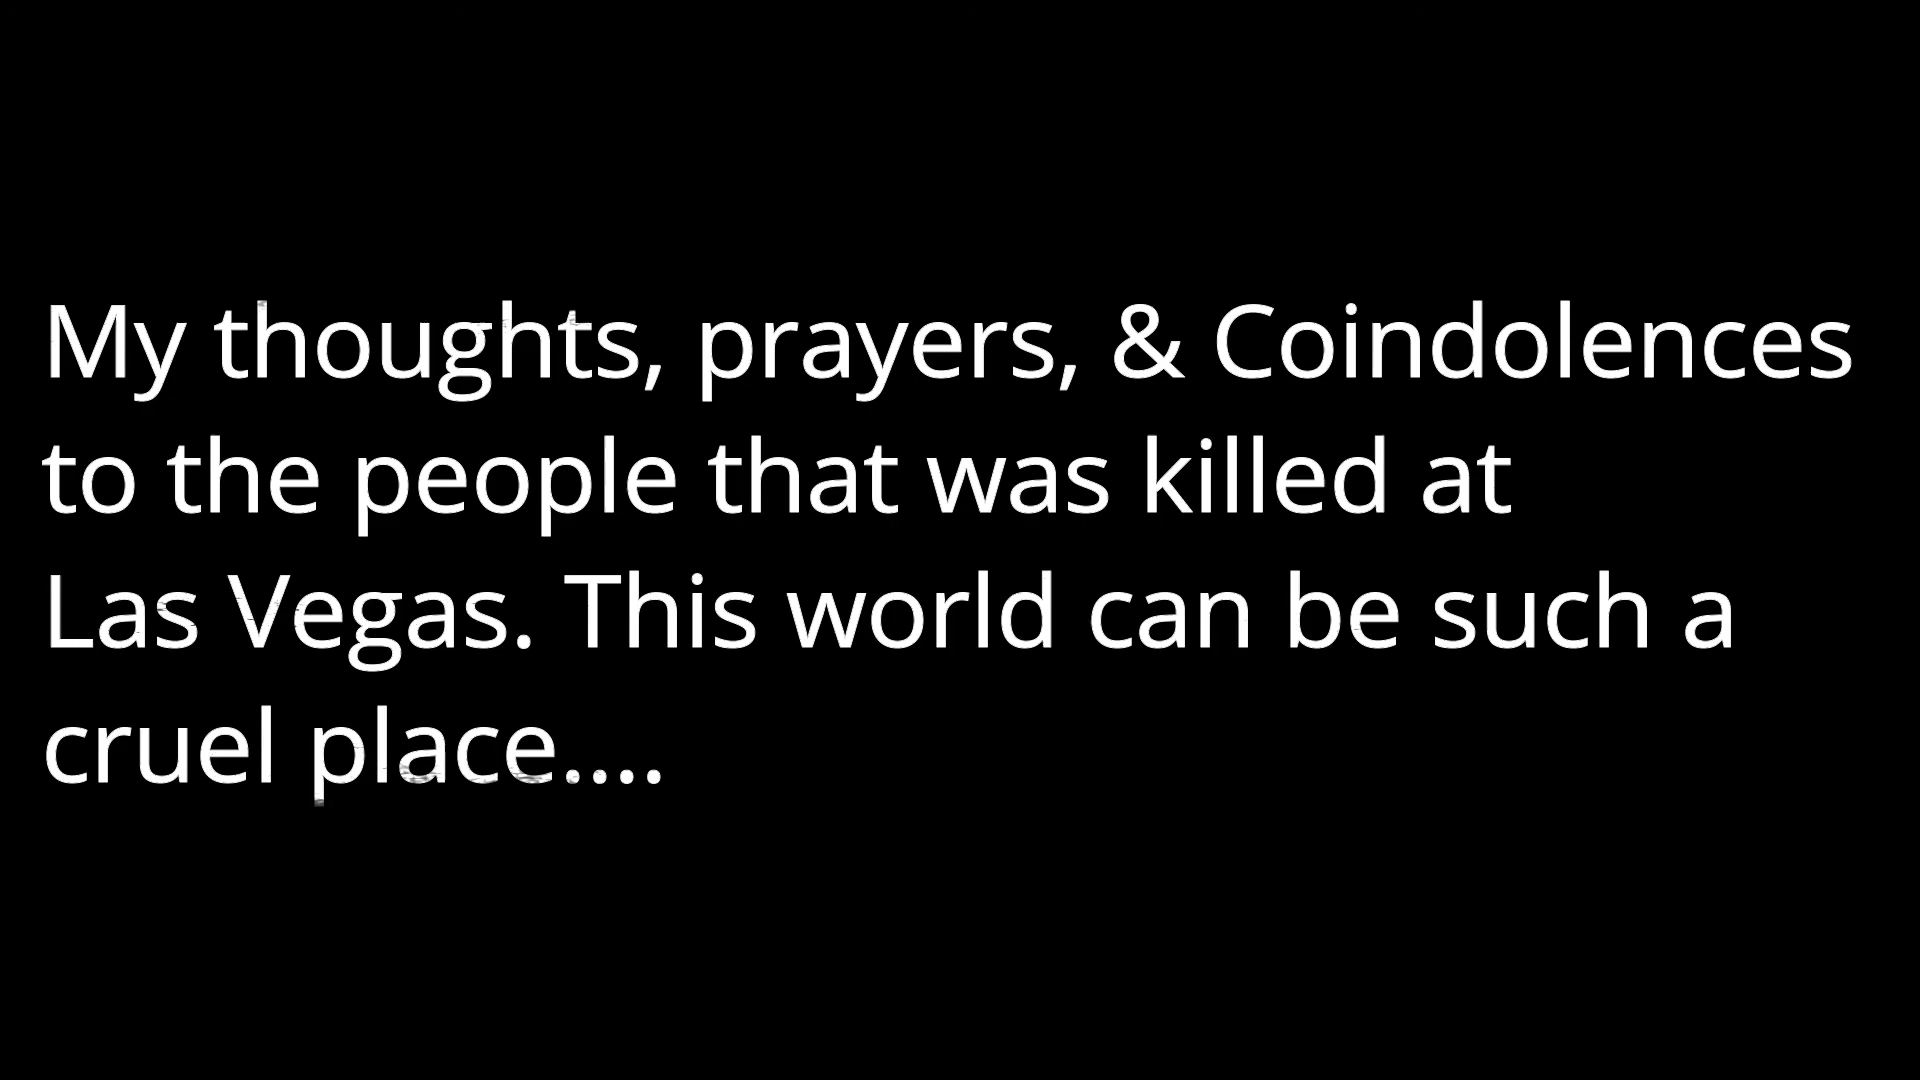 My thoughts, prayers, & Coindolences
to the people that was killed at
Las Vegas. This world can be such a
cruel place....